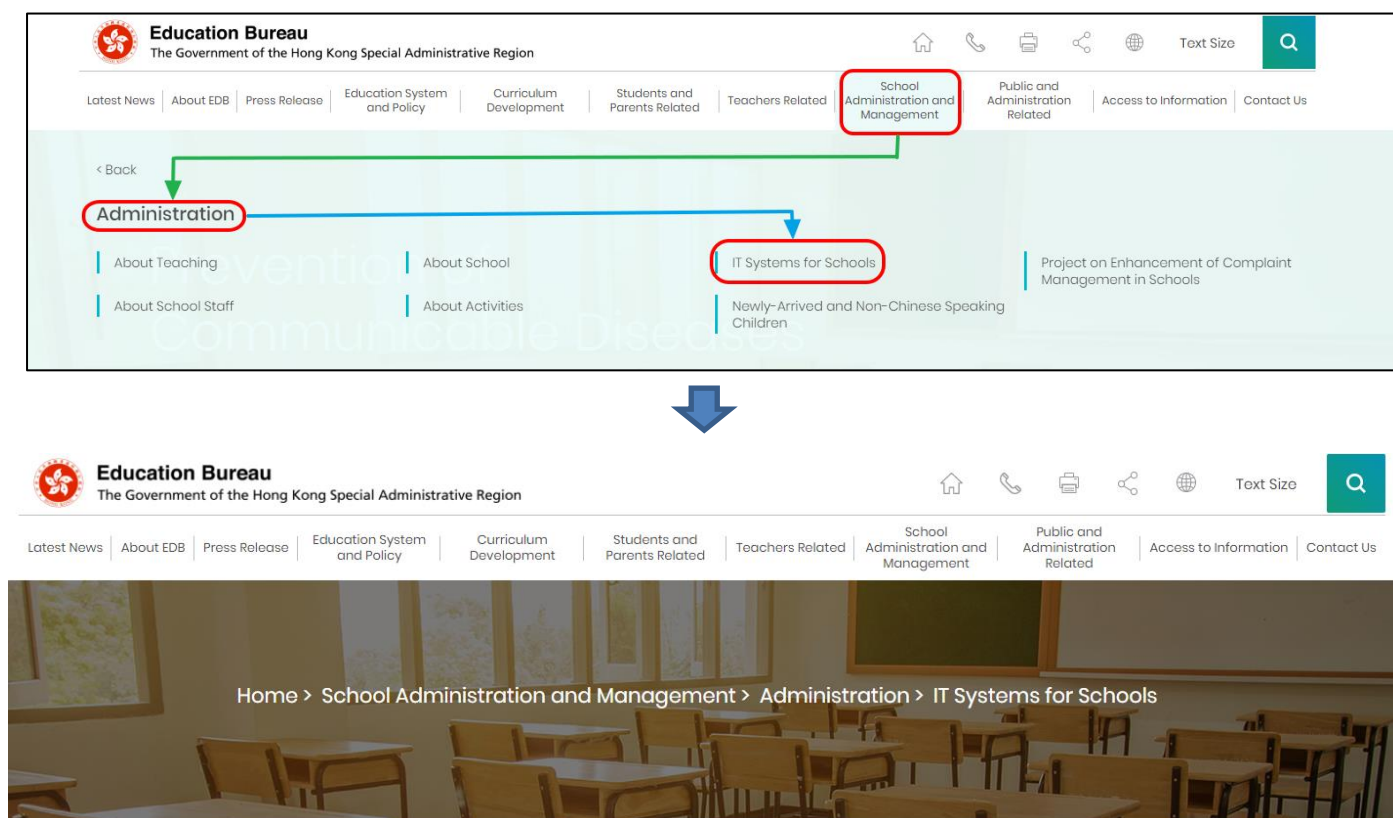 Education Bureau
The Government of the Hong Kong Special Administrative Region
Text Size
Latest News
About EDB
Press Release
Education System
and Policy
Curriculum
Development
Students and
Parents Related
Teachers Related
School
Administration and
Management
Public and
Administration
Related
Access to Information
Contact Us
< Back
Administration
Prevention of
Communicable Diseases
About Teaching
About School
IT Systems for Schools
Project on Enhancement of Complaint
Management in Schools
About School Staff
About Activities
Newly-Arrived and Non-Chinese Speaking
Children
Education Bureau
The Government of the Hong Kong Special Administrative Region
Text Size
Latest News
About EDB
Press Release
Education System
and Policy
Curriculum
Development
Students and
Parents Related
Teachers Related
School
Administration and
Management
Public and
Administration
Related
Access to Information
Contact Us
Home > School Administration and Management > Administration > IT Systems for Schools